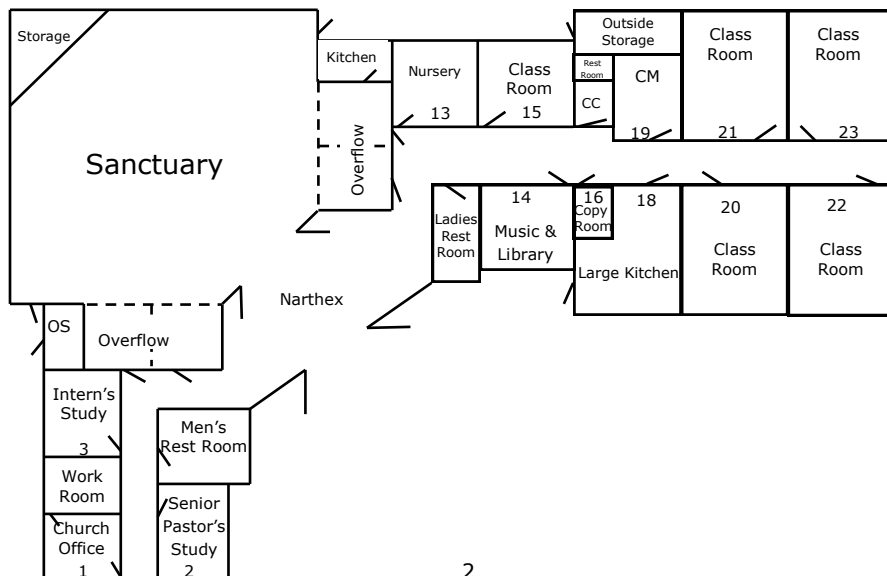 Storage
Sanctuary
Kitchen
Overflow
Nursery
13
Class
Room
15
Outside
Storage
Rest
Room
CC
CM
19
Class
Room
21
Class
Room
23
Ladies
Rest
Room
14
Music &
Library
16
Copy
Room
18
Large Kitchen
20
Class
Room
22
Class
Room
Narthex
OS
Overflow
Intern’s
Study
3
Work
Room
Church
Office
1
Men’s
Rest Room
Senior
Pastor’s
Study
2
2